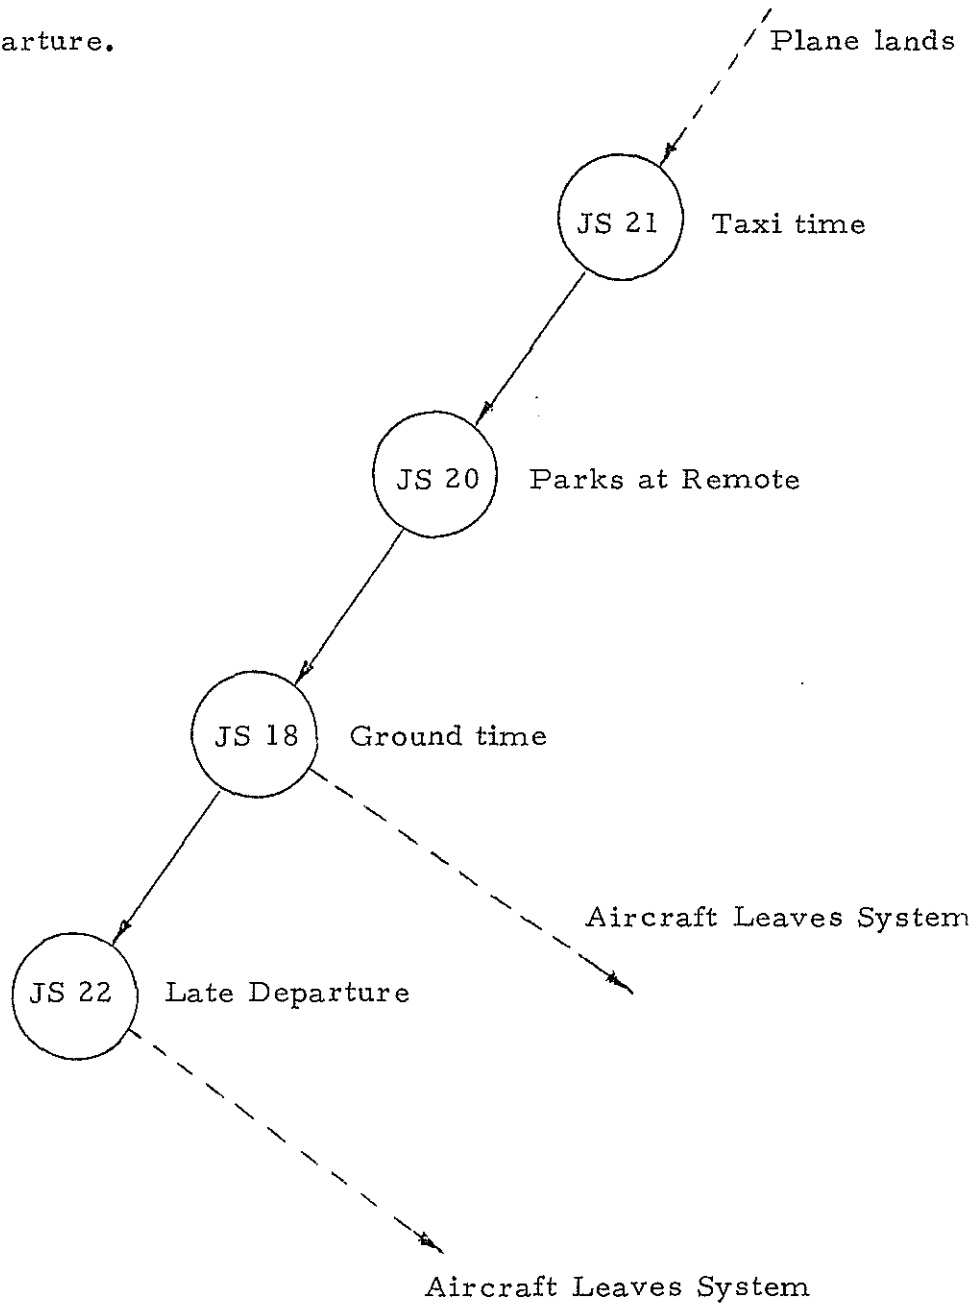 arture.
Plane lands
JS 21 Taxi time
JS 20 Parks at Remote
JS 18 Ground time
Aircraft Leaves System
JS 22 Late Departure
Aircraft Leaves System